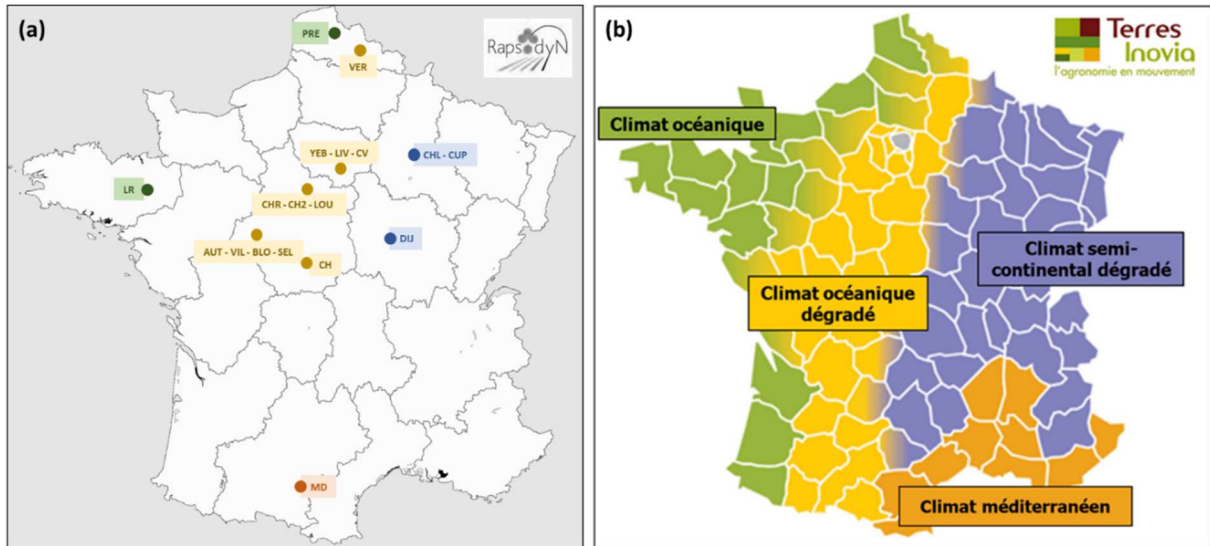 (a)
RapsodyN
PRE
VER
YEB - LIV - CV
CHL - CUP
LR
CHR - CH2 - LOU
DIJ
AUT - VIL - BLO - SEL
CH
MD
(b)
Terres
Inovia
l'agronomie en mouvement
Climat océanique
Climat semi-
continental dégradé
Climat océanique
dégradé
Climat méditerranéen